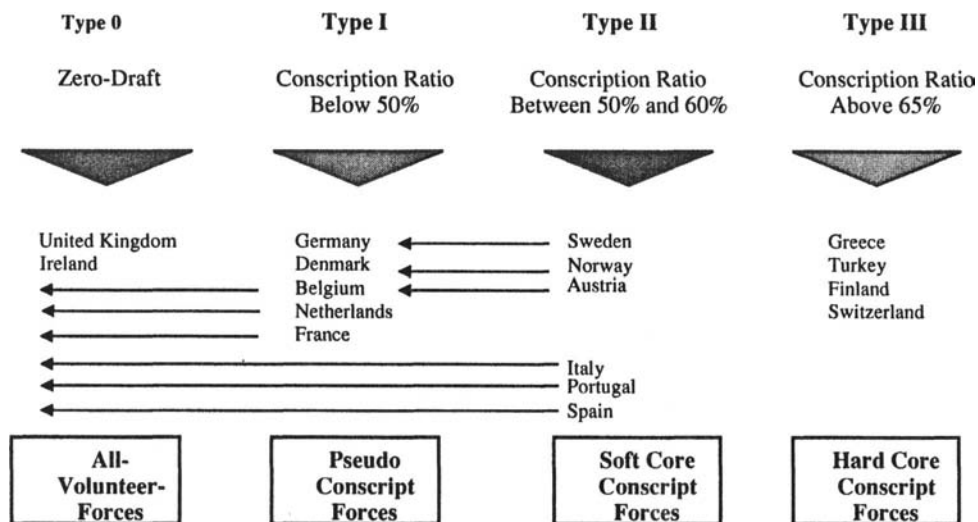 Type 0 Type I Type II Type III
Zero-Draft Conscription Ratio Conscription Ratio Conscription Ratio
Below 50% Between 50% and 60% Above 65%
United Kingdom Germany Sweden Greece
Ireland Denmark Norway Turkey
Belgium Austria Finland
Netherlands Switzerland
France
Italy
Portugal
Spain
All- Pseudo Soft Core Hard Core
Volunteer- Conscript Conscript Conscript
Forces Forces Forces Forces